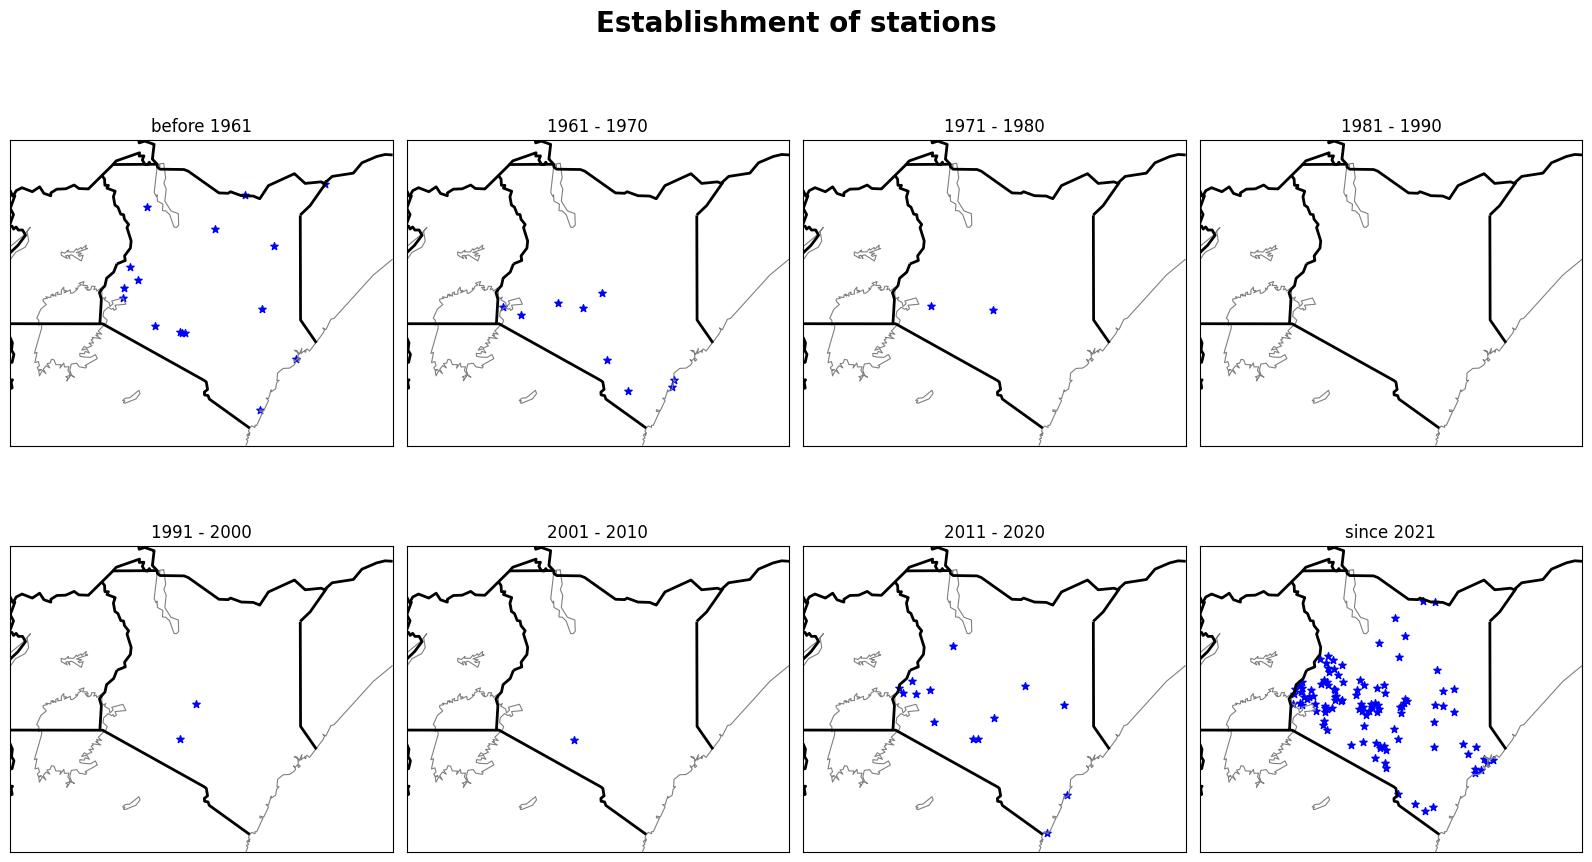 Establishment of stations
before 1961
1961 - 1970
1971 - 1980
1981 - 1990
1991 - 2000
2001 - 2010
2011 - 2020
since 2021